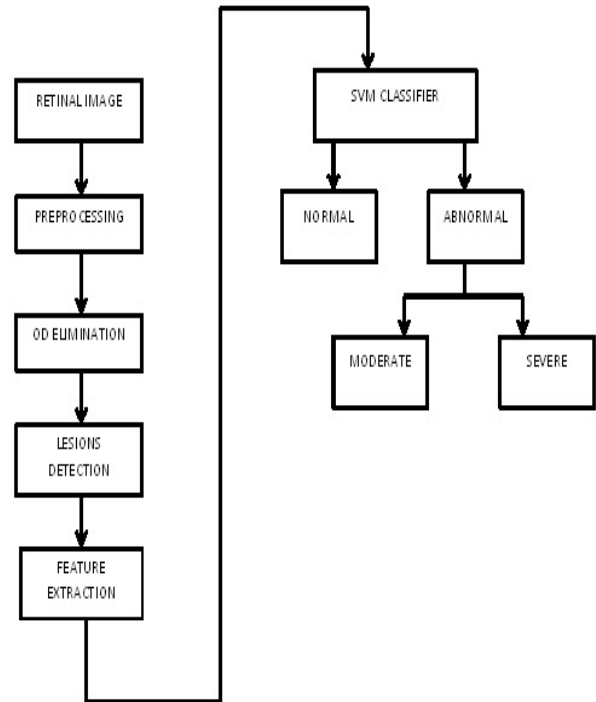 RETINAL IMAGE
PREPROCESSING
OD ELIMINATION
LESIONS
DETECTION
FEATURE
EXTRACTION
SVM CLASSIFIER
NORMAL
ABNORMAL
MODERATE
SEVERE